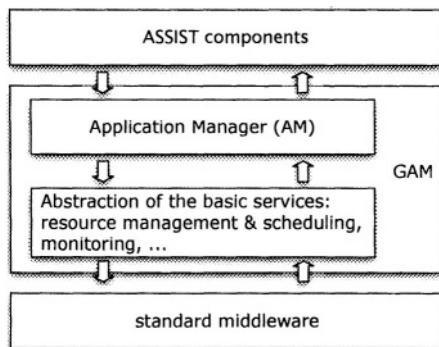 ASSIST components
Application Manager (AM)
GAM
Abstraction of the basic services:
resource management & scheduling,
monitoring, ...
standard middleware